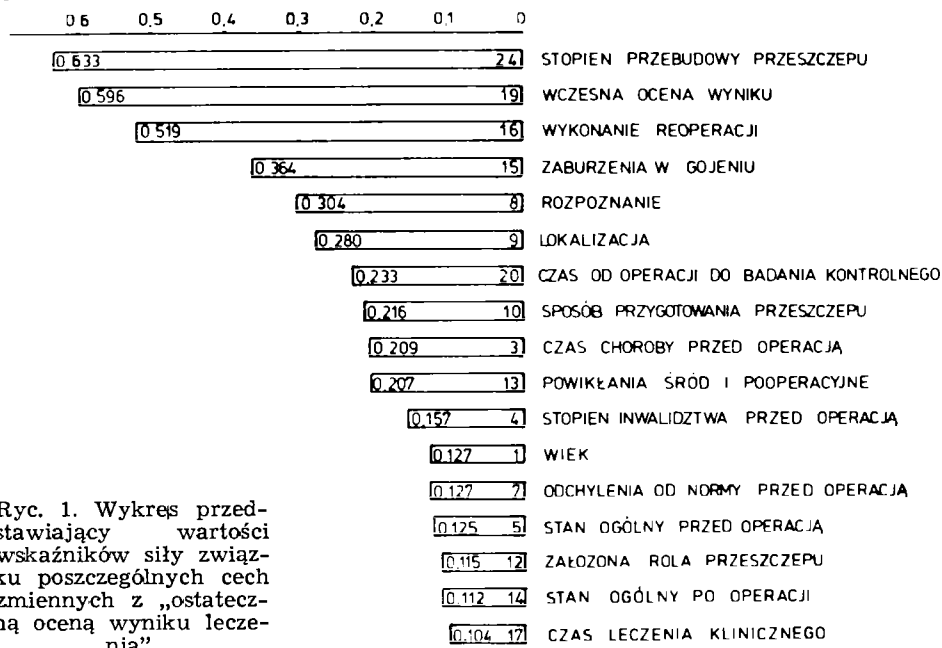 0.6 0,5 0,4 0,3 0,2 0,1 0
0.633 24 STOPIEN PRZEBUDOWY PRZESZCZEPU
0.596 19 WCZESNA OCENA WYNIKU
0.519 16 WYKONANIE REOPERACJI
0.364 15 ZABURZENIA W GOJENIU
0.304 8 ROZPOZNANIE
0.280 9 LOKALIZACJA
0.233 20 CZAS OD OPERACJI DO BADANIA KONTROLNEGO
0.216 10 SPOSÓB PRZYGOTOWANIA PRZESZCZEPU
0.209 3 CZAS CHOROBY PRZED OPERACJĄ
0.207 13 POWIKŁANIA ŚROD I POOPERACYJNE
0.157 4 STOPIEN INWALIDZTWA PRZED OPERACJĄ
0.127 1 WIEK
0.127 7 ODCHYLENIA OD NORMY PRZED OPERACJĄ
0.125 5 STAN OGÓLNY PRZED OPERACJĄ
0.115 12 ZAŁOZONA ROLA PRZESZCZEPU
0.112 14 STAN OGÓLNY PO OPERACJI
0.104 17 CZAS LECZENIA KLINICZNEGO
Ryc. 1. Wykres przed-
stawiający wartości
wskaźników siły związ-
ku poszczególnych cech
zmiennych z „ostatecz-
ną oceną wyniku lecze-
nia”